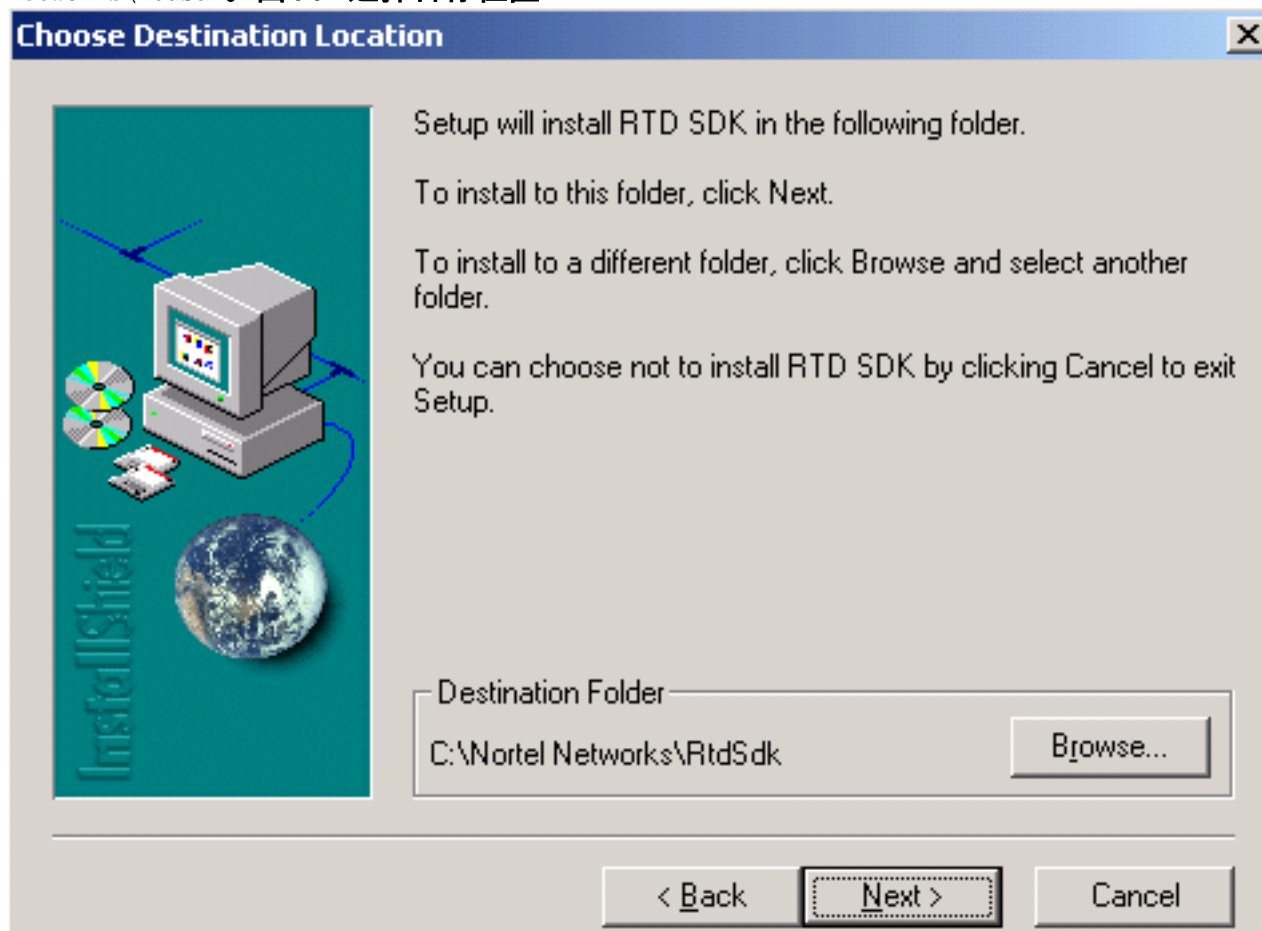 Choose Destination Location
Setup will install RTD SDK in the following folder.
To install to this folder, click Next.
To install to a different folder, click Browse and select another
folder.
You can choose not to install RTD SDK by clicking Cancel to exit
Setup.
InstallShield
Destination Folder
C:\Nortel Networks\RtdSdk
Browse...
< Back
Next >
Cancel